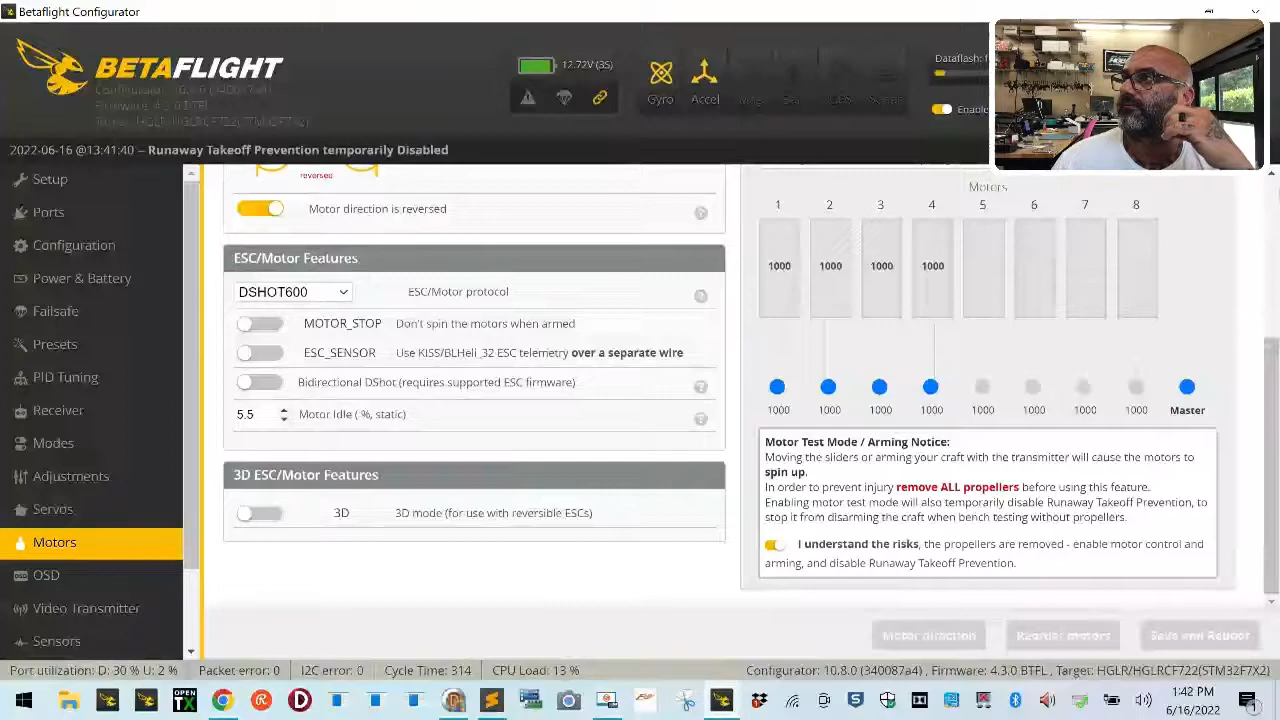 Betaflight Configurator
BETAFLIGHT
12.72V (3S)
Gyro
Accel
Dataflash: f
Enable
2022-06-16 @13:41:40 -- Runaway Takeoff Prevention temporarily Disabled
Setup
Ports
Configuration
Power & Battery
Failsafe
Presets
PID Tuning
Receiver
Modes
Adjustments
Servos
Motors
OSD
Video Transmitter
Sensors
reversed
Motor direction is reversed
ESC/Motor Features
DSHOT600
ESC/Motor protocol
MOTOR_STOP Don't spin the motors when armed
ESC_SENSOR Use KISS/BLHeli_32 ESC telemetry over a separate wire
Bidirectional DShot (requires supported ESC firmware)
5.5 Motor Idle ( %, static)
3D ESC/Motor Features
3D 3D mode (for use with reversible ESCs)
Motors
1 2 3 4 5 6 7 8
1000 1000 1000 1000
1000 1000 1000 1000 1000 1000 1000 1000 Master
Motor Test Mode / Arming Notice:
Moving the sliders or arming your craft with the transmitter will cause the motors to
spin up.
In order to prevent injury remove ALL propellers before using this feature.
Enabling motor test mode will also temporarily disable Runaway Takeoff Prevention, to
stop it from disarming the craft when bench testing without propellers.
I understand the risks, the propellers are removed - enable motor control and
arming, and disable Runaway Takeoff Prevention.
Motor direction
Reorder motors
Save and Reboot
Port utilization: D: 30 % U: 2 %
Packet error: 0
I2C error: 0
Cycle Time: 314
CPU Load: 13 %
Configurator: 10.8.0 (340087a4) , Firmware: 4.3.0 BTFL , Target: HGLR/HGLRCF722(STM32F7X2)
OPEN
TX
1:42 PM
6/16/2022